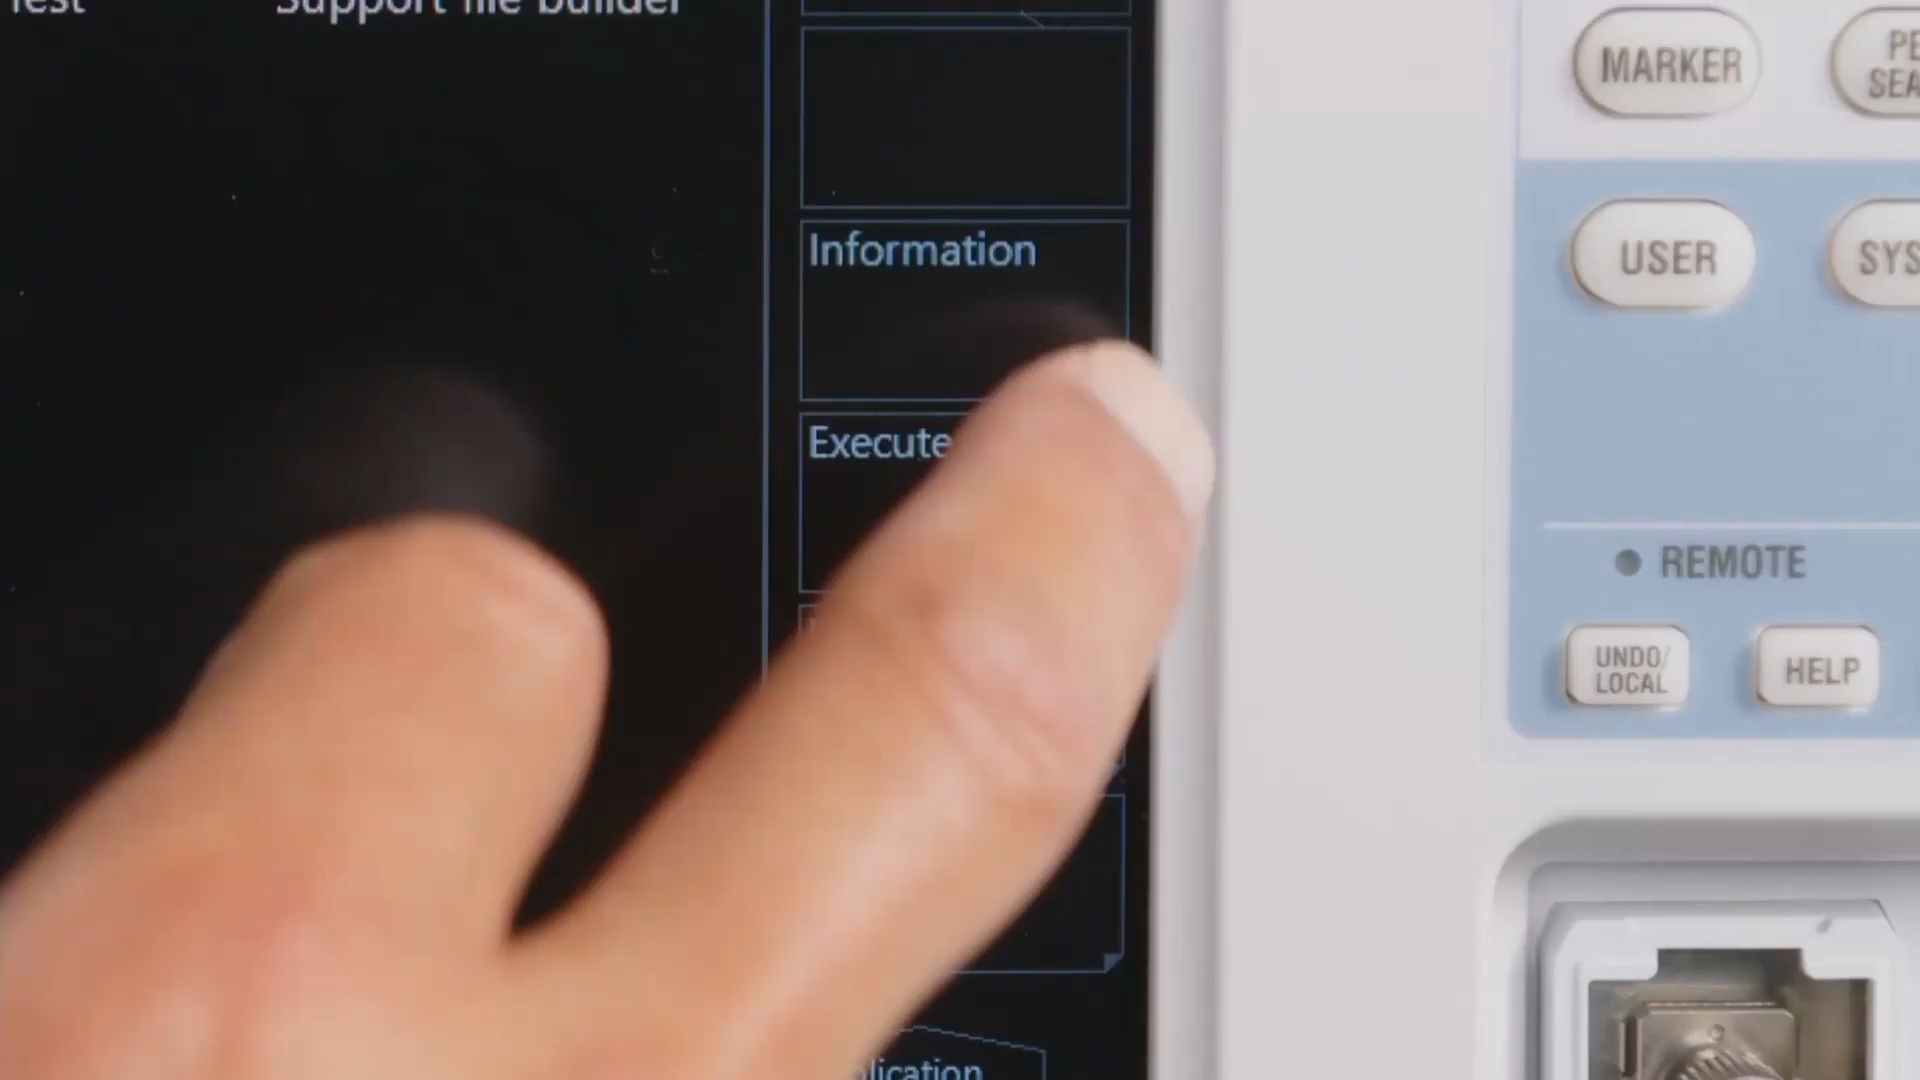 Support file builder
Information
Execute
MARKER
USER
REMOTE
UNDO/
LOCAL
HELP